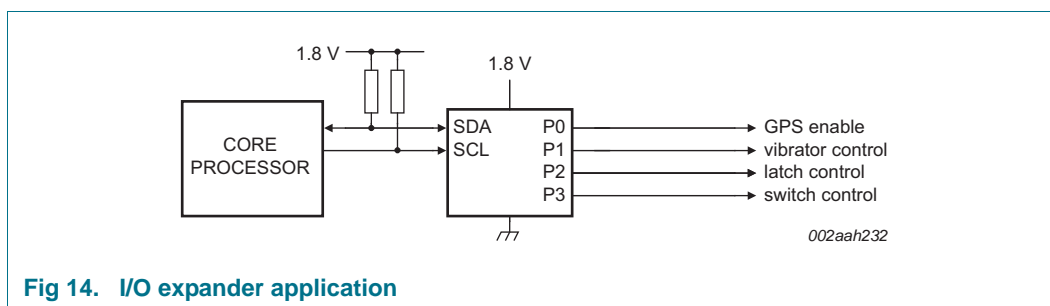 1.8 V
1.8 V
CORE
PROCESSOR
SDA P0 GPS enable
SCL P1 vibrator control
P2 latch control
P3 switch control
002aah232
Fig 14. I/O expander application